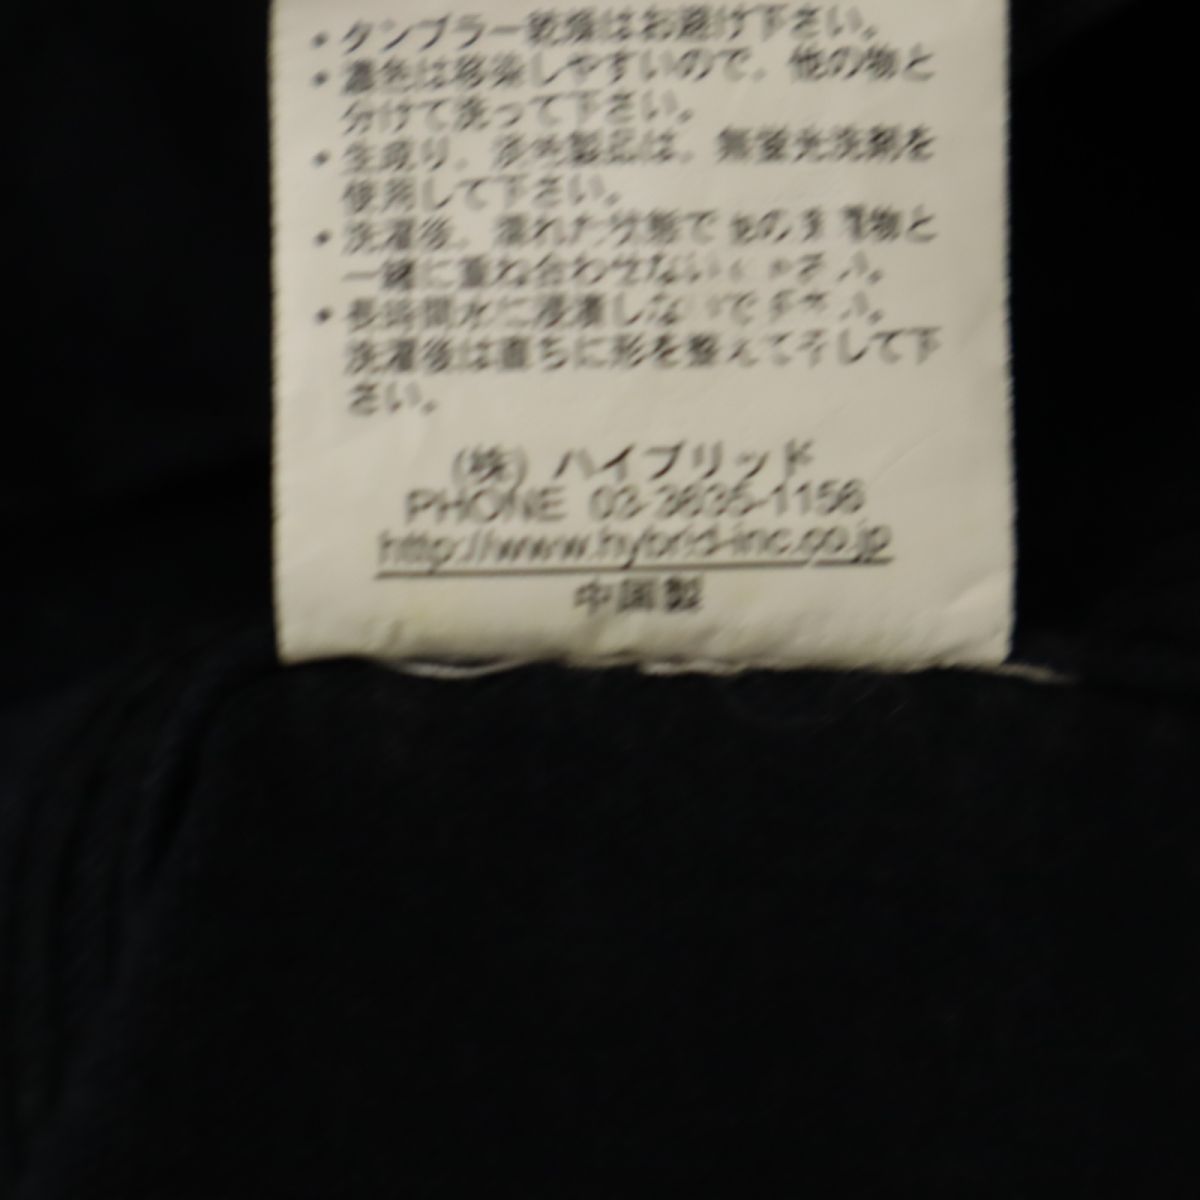 ・タンブラー乾燥はお避け下さい。
・濃色は移染しやすいので、他の物と
分けて洗って下さい。
・生成り、淡色製品は、無蛍光洗剤を
使用して下さい。
・洗濯後、濡れた状態で他の洗濯物と
一緒に重ね合わせないで下さい。
・長時間水に浸漬しないで下さい。
洗濯後は直ちに形を整えて干して下
さい。
(株) ハイブリッド
PHONE 03-3635-1156
http://www.hybrid-inc.co.jp
中国製